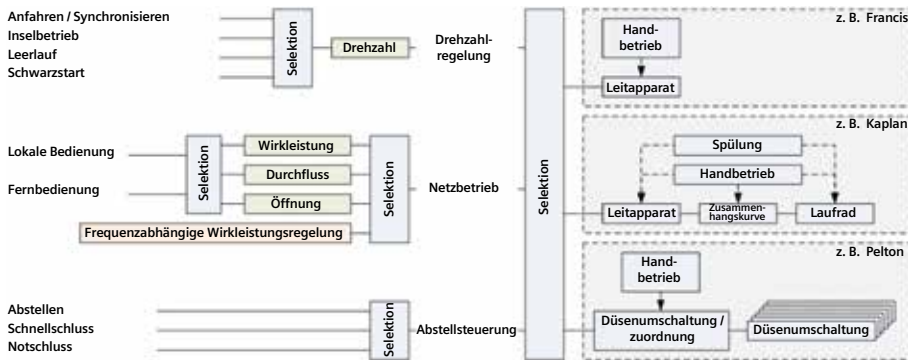 Anfahren / Synchronisieren
Inselbetrieb
Leerlauf
Schwarzstart
Selektion
Drehzahl
Drehzahl-
regelung
Lokale Bedienung
Fernbedienung
Selektion
Wirkleistung
Durchfluss
Öffnung
Frequenzabhängige Wirkleistungsregelung
Selektion
Netzbetrieb
Abstellen
Schnellschluss
Notschluss
Selektion
Abstellsteuerung
Selektion
z. B. Francis
Hand-
betrieb
Leitapparat
z. B. Kaplan
Spülung
Handbetrieb
Leitapparat
Zusammen-
hangskurve
Laufrad
z. B. Pelton
Hand-
betrieb
Düsenumschaltung /
zuordnung
Düsenumschaltung